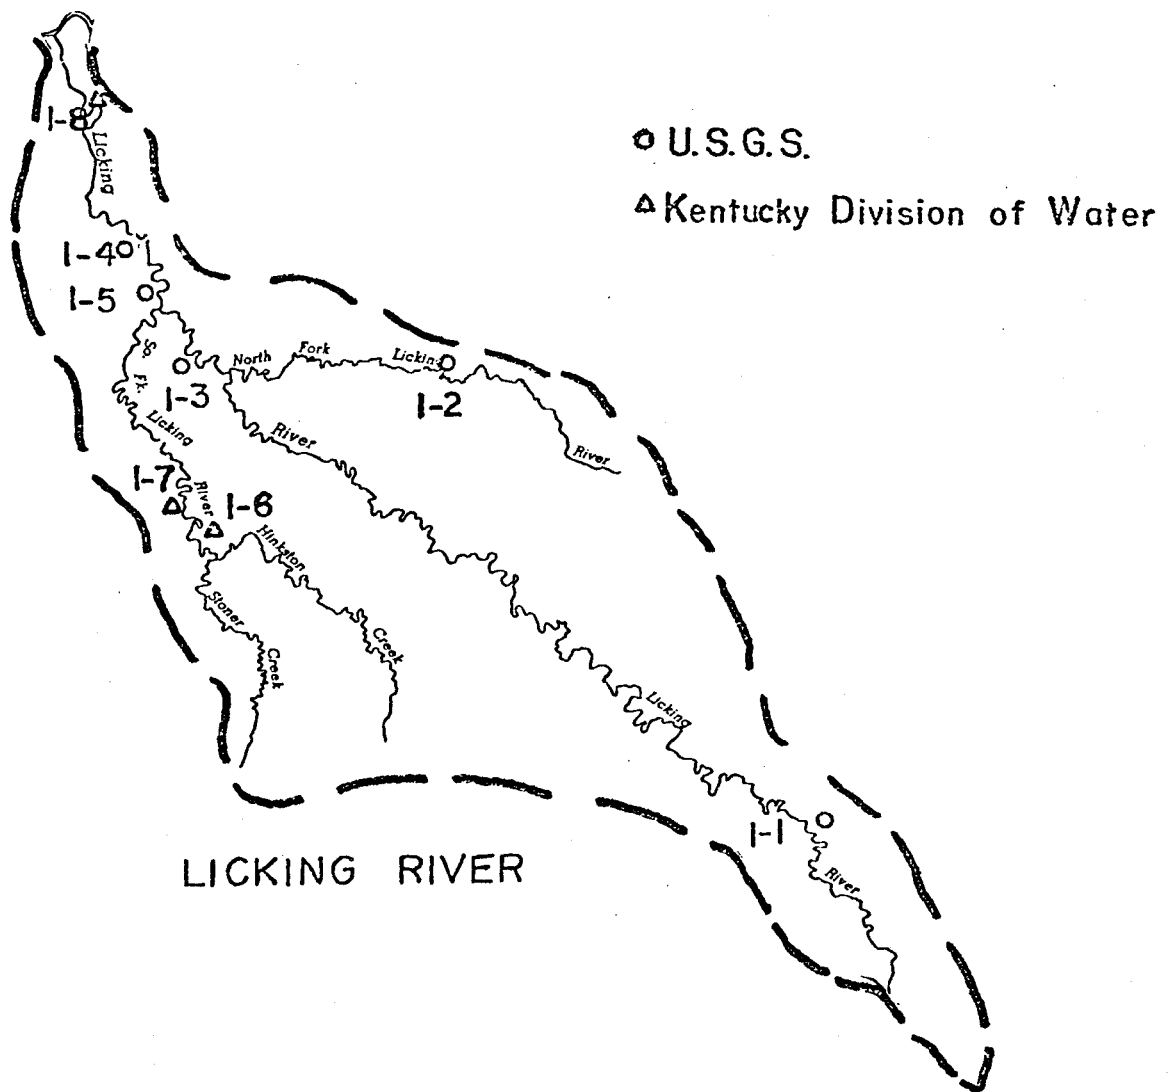 1-8
Licking
U.S.G.S.
Kentucky Division of Water
1-4
1-5
So.
Fk.
Licking
River
1-3
North Fork Licking
River
1-2
River
1-7
1-6
Hinkston
Creek
Stoner
Creek
Licking
1-1
River
LICKING RIVER